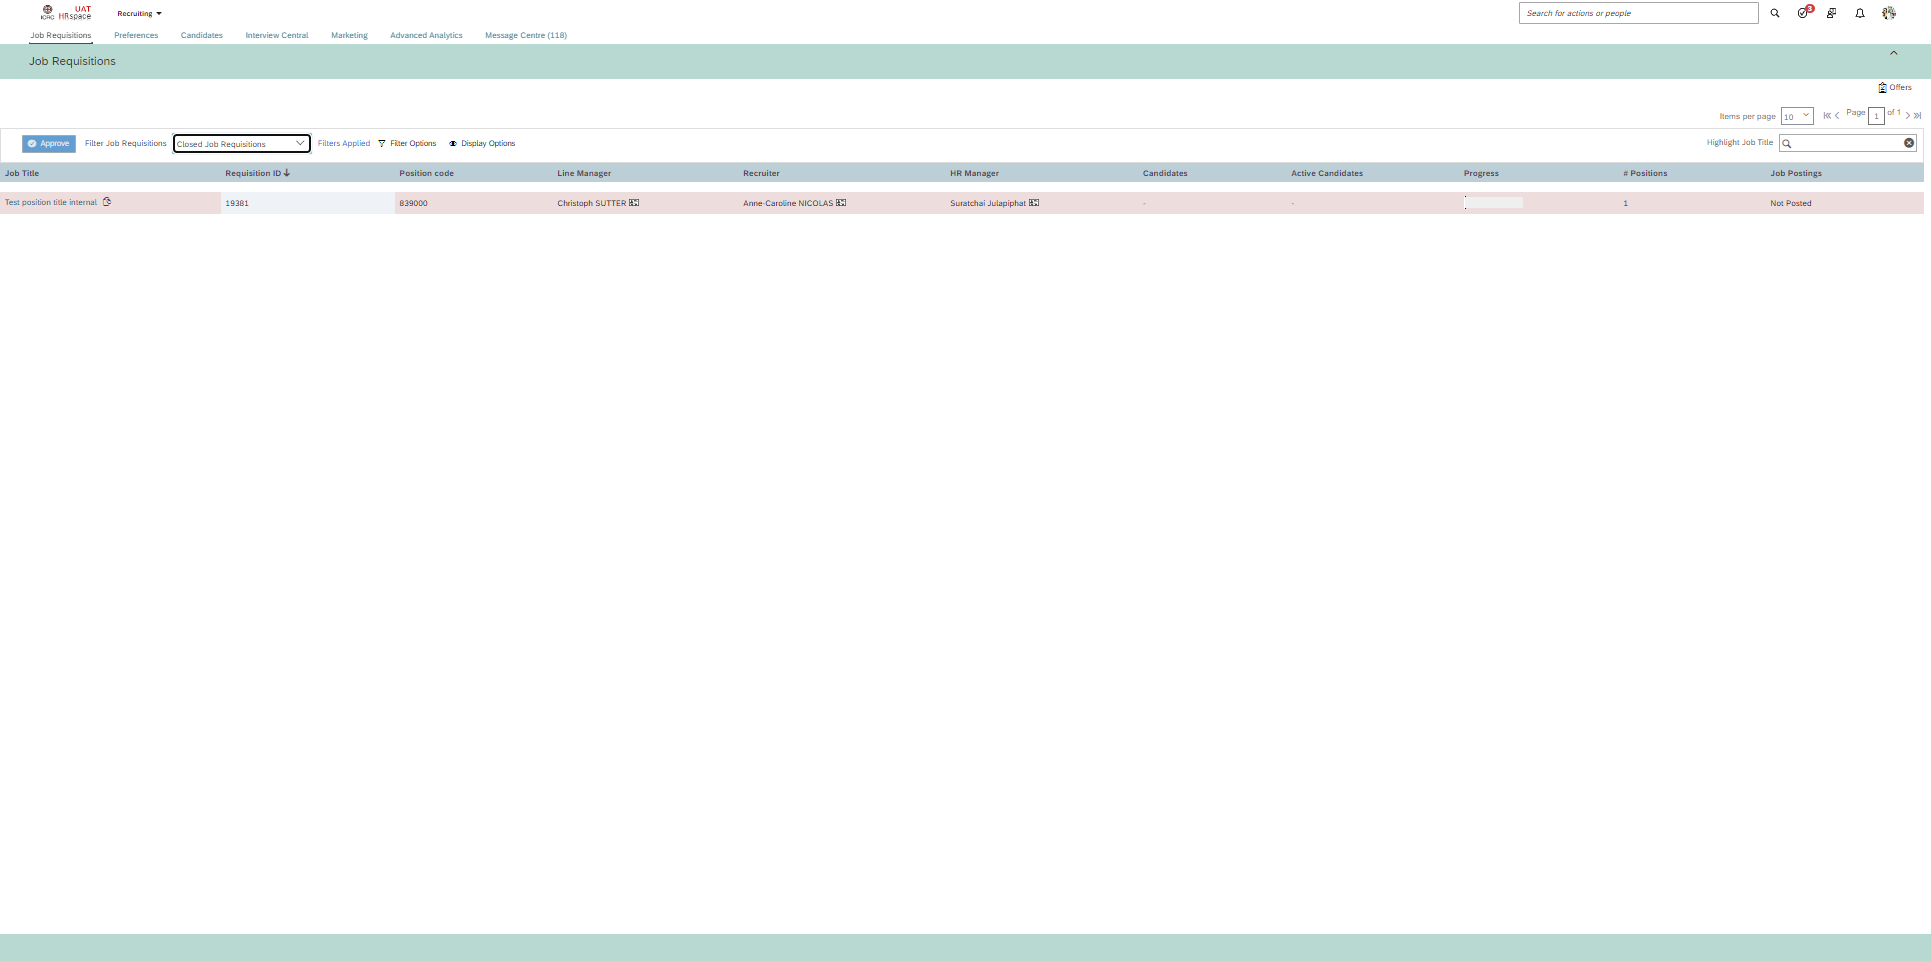 ICRC UAT HRspace Recruiting Search for actions or people 3
Job Requisitions Preferences Candidates Interview Central Marketing Advanced Analytics Message Centre (118)
Job Requisitions
Offers
Items per page 10 Page 1 of 1
Approve Filter Job Requisitions Closed Job Requisitions Filters Applied Filter Options Display Options Highlight Job Title
Job Title Requisition ID Position code Line Manager Recruiter HR Manager Candidates Active Candidates Progress # Positions Job Postings
Test position title internal 19381 839000 Christoph SUTTER Anne-Caroline NICOLAS Suratchai Julapiphat - - 1 Not Posted